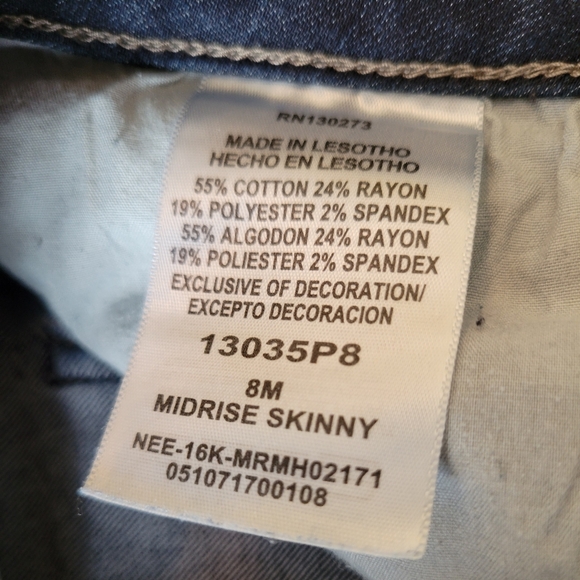 RN130273
MADE IN LESOTHO
HECHO EN LESOTHO
55% COTTON 24% RAYON
19% POLYESTER 2% SPANDEX
55% ALGODON 24% RAYON
19% POLIESTER 2% SPANDEX
EXCLUSIVE OF DECORATION/
EXCEPTO DECORACION
13035P8
8M
MIDRISE SKINNY
NEE-16K-MRMH02171
051071700108